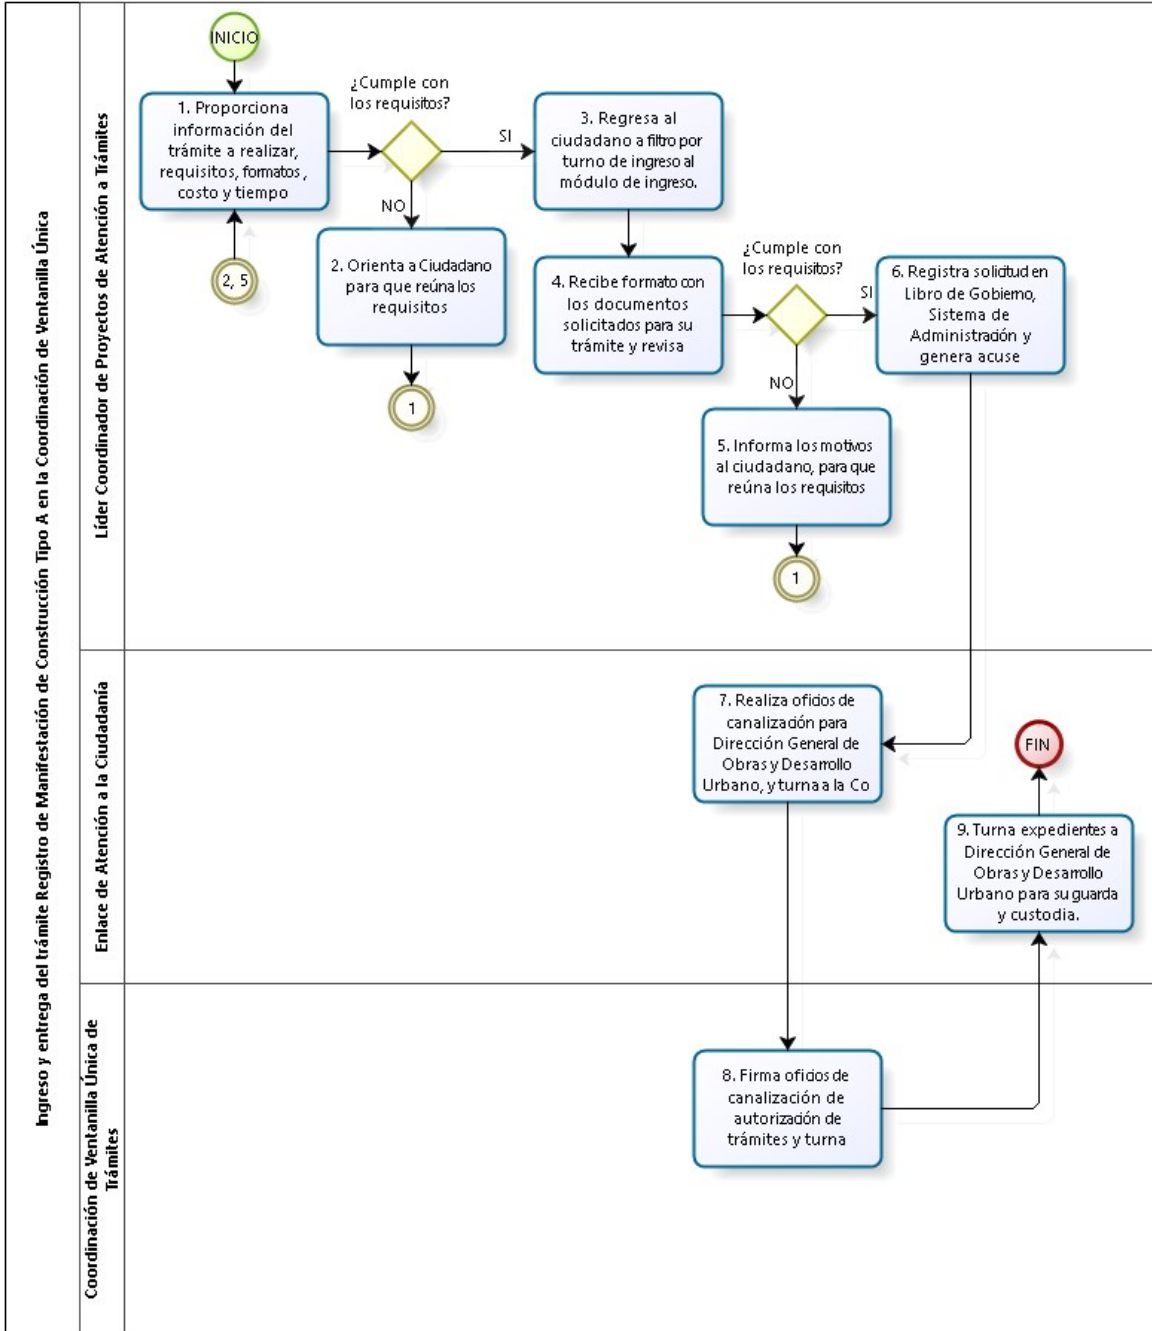 Ingreso y entrega del trámite Registro de Manifestación de Construcción Tipo A en la Coordinación de Ventanilla Única
Líder Coordinador de Proyectos de Atención a Trámites
INICIO
1. Proporciona
información del
trámite a realizar,
requisitos, formatos,
costo y tiempo
2, 5
¿Cumple con
los requisitos?
SI
NO
2. Orienta a Ciudadano
para que reúna los
requisitos
1
3. Regresa al
ciudadano a filtro por
turno de ingreso al
módulo de ingreso.
4. Recibe formato con
los documentos
solicitados para su
trámite y revisa
¿Cumple con
los requisitos?
SI
NO
5. Informa los motivos
al ciudadano, para que
reúna los requisitos
1
6. Registra solicitud en
Libro de Gobierno,
Sistema de
Administración y
genera acuse
Enlace de Atención a la Ciudadanía
7. Realiza oficios de
canalización para
Dirección General de
Obras y Desarrollo
Urbano, y turna a la Co
FIN
9. Turna expedientes a
Dirección General de
Obras y Desarrollo
Urbano para su guarda
y custodia.
Coordinación de Ventanilla Única de
Trámites
8. Firma oficios de
canalización de
autorización de
trámites y turna